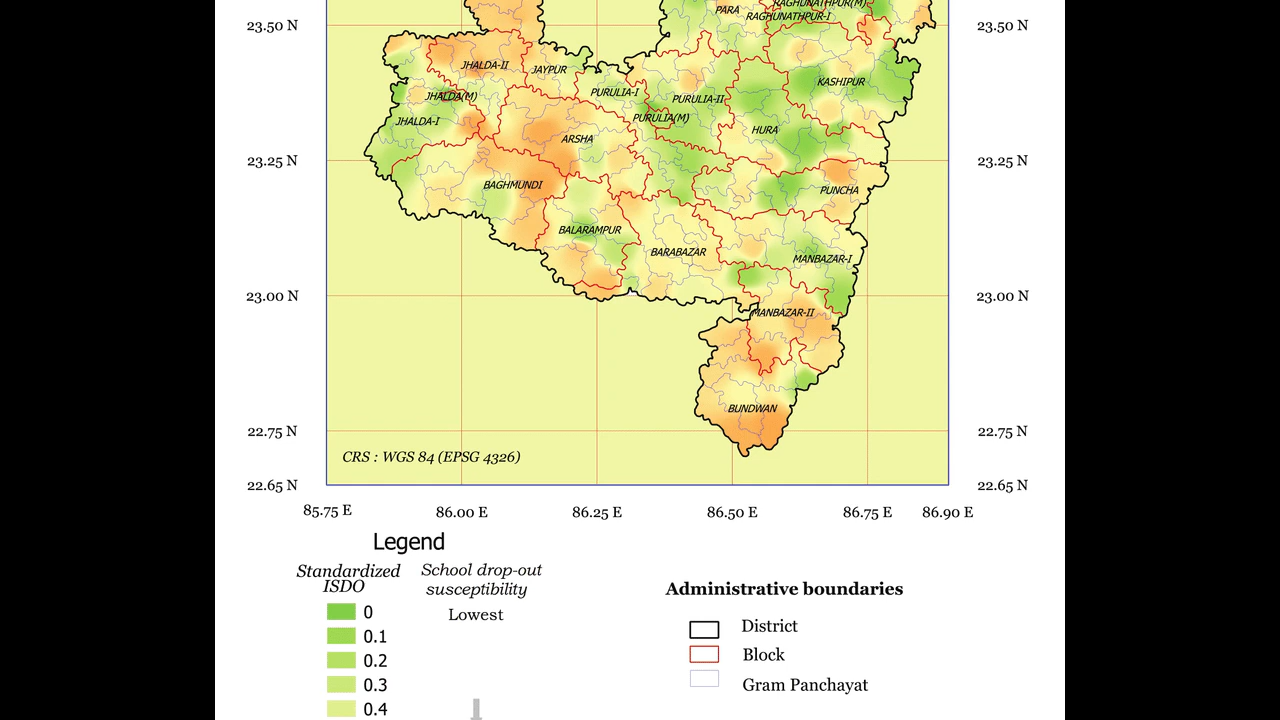 RAGHUNATHPUR(M)
PARA
RAGHUNATHPUR-I
23.50 N
23.50 N
JHALDA-II
JAYPUR
KASHIPUR
PURULIA-I
JHALDA(M)
PURULIA-II
PURULIA(M)
JHALDA-I
HURA
ARSHA
23.25 N
23.25 N
BAGHMUNDI
PUNCHA
BALARAMPUR
BARABAZAR
MANBAZAR-I
23.00 N
23.00 N
MANBAZAR-II
BUNDWAN
22.75 N
22.75 N
CRS : WGS 84 (EPSG 4326)
22.65 N
22.65 N
85.75 E 86.00 E 86.25 E 86.50 E 86.75 E 86.90 E
Legend
Standardized
ISDO
School drop-out
susceptibility
Lowest
0
0.1
0.2
0.3
0.4
Administrative boundaries
District
Block
Gram Panchayat